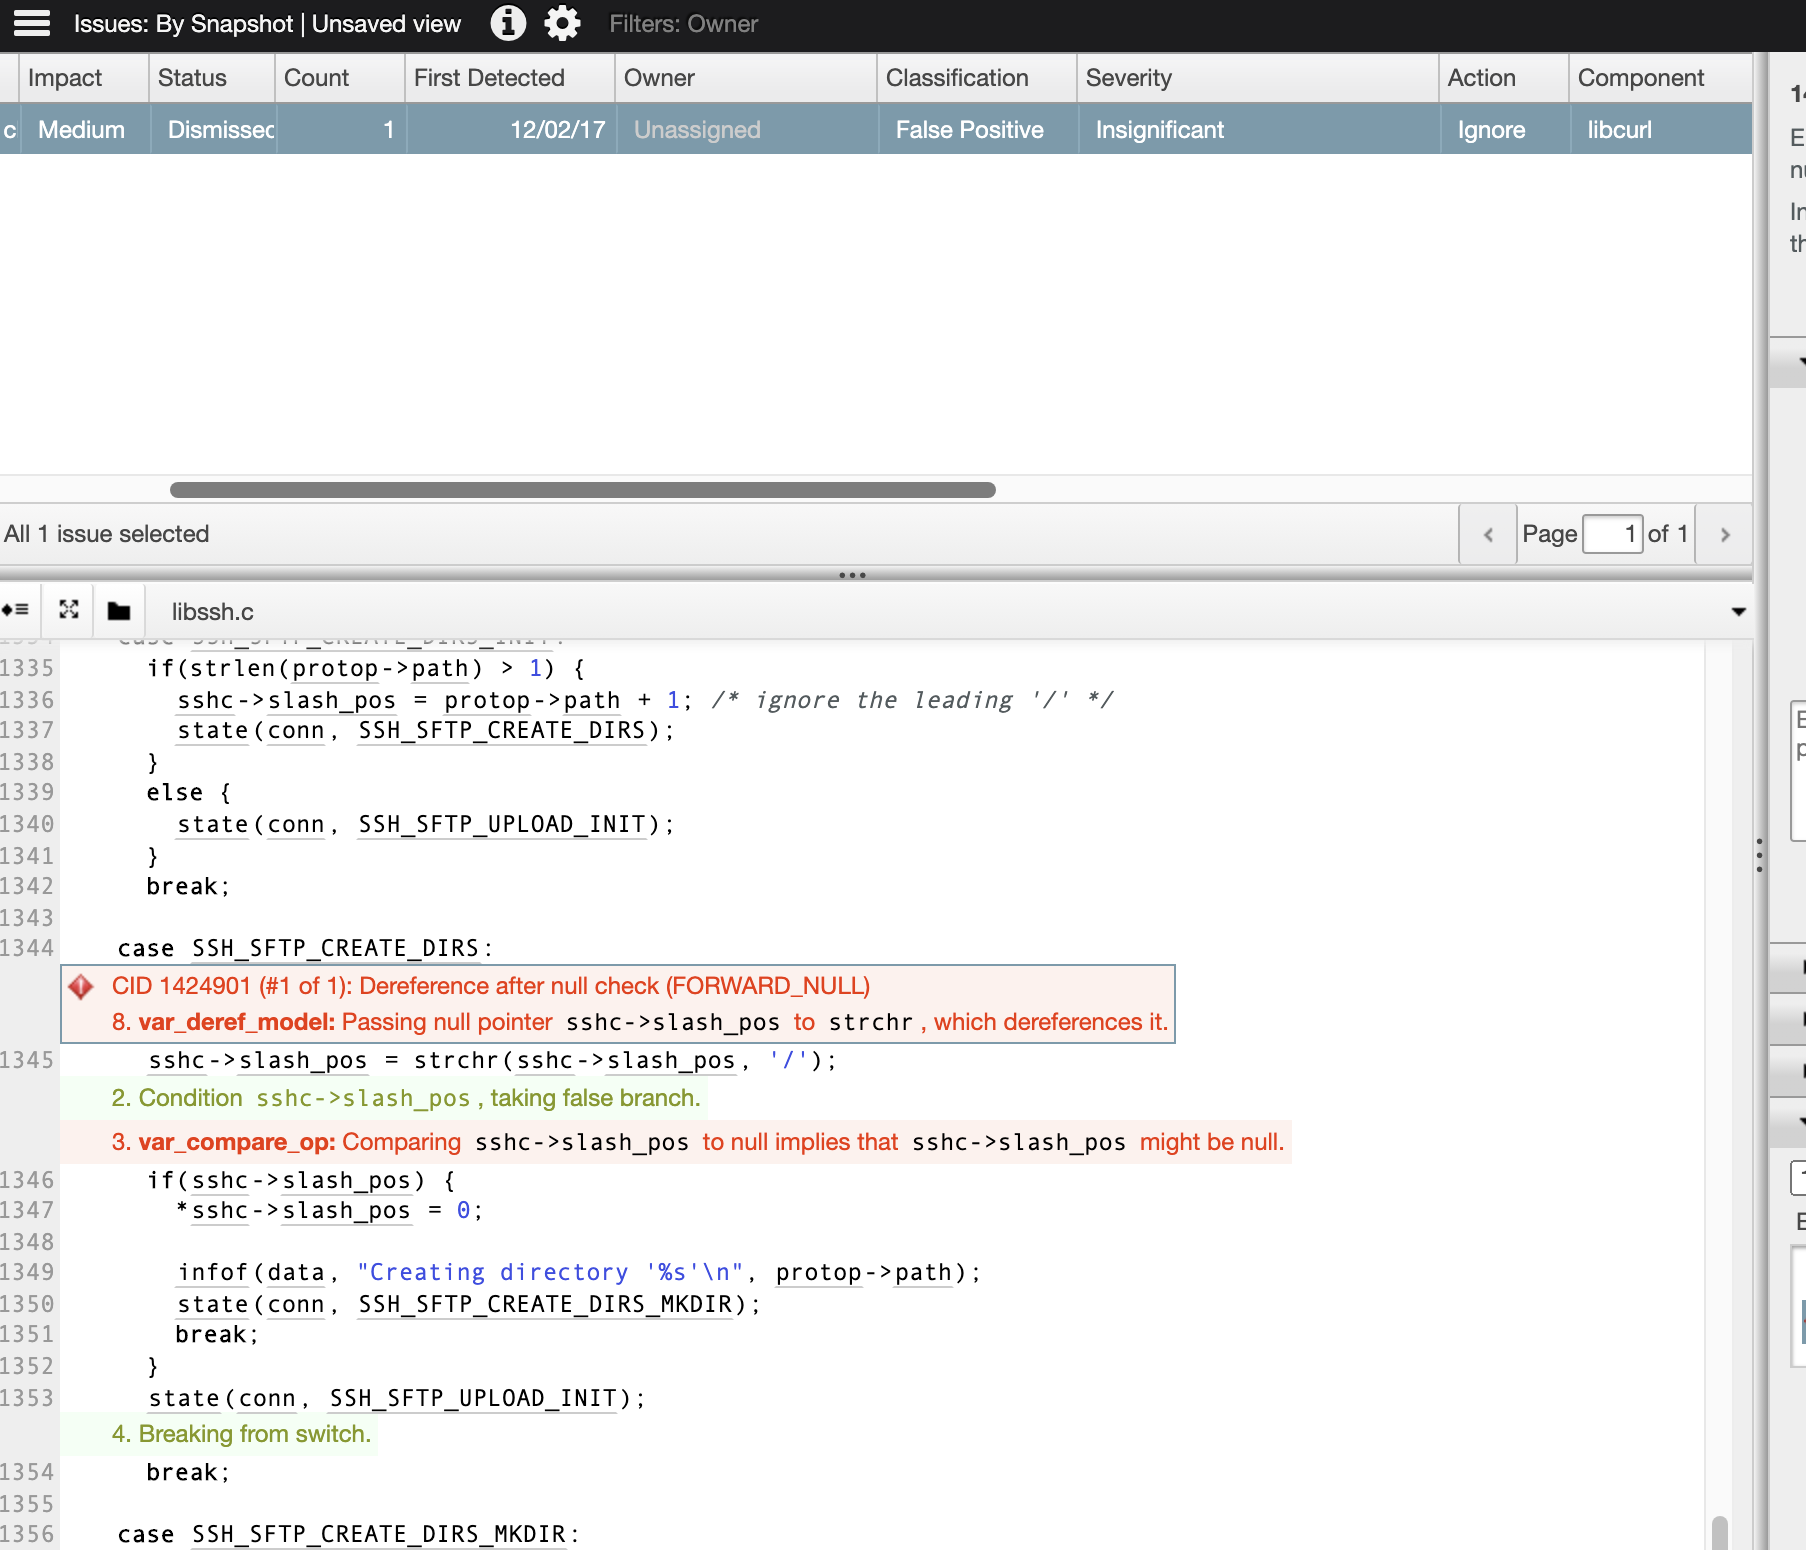 Issues: By Snapshot | Unsaved view Filters: Owner
Impact Status Count First Detected Owner Classification Severity Action Component
c Medium Dismissed 1 12/02/17 Unassigned False Positive Insignificant Ignore libcurl
All 1 issue selected
Page 1 of 1
libssh.c
1334 case SSH_SFTP_CREATE_DIRS_INIT:
1335 if(strlen(protop->path) > 1) {
1336 sshc->slash_pos = protop->path + 1; /* ignore the leading '/' */
1337 state(conn, SSH_SFTP_CREATE_DIRS);
1338 }
1339 else {
1340 state(conn, SSH_SFTP_UPLOAD_INIT);
1341 }
1342 break;
1343
1344 case SSH_SFTP_CREATE_DIRS:
CID 1424901 (#1 of 1): Dereference after null check (FORWARD_NULL)
8. var_deref_model: Passing null pointer sshc->slash_pos to strchr, which dereferences it.
1345 sshc->slash_pos = strchr(sshc->slash_pos, '/');
2. Condition sshc->slash_pos, taking false branch.
3. var_compare_op: Comparing sshc->slash_pos to null implies that sshc->slash_pos might be null.
1346 if(sshc->slash_pos) {
1347 *sshc->slash_pos = 0;
1348
1349 infof(data, "Creating directory '%s'\n", protop->path);
1350 state(conn, SSH_SFTP_CREATE_DIRS_MKDIR);
1351 break;
1352 }
1353 state(conn, SSH_SFTP_UPLOAD_INIT);
4. Breaking from switch.
1354 break;
1355
1356 case SSH_SFTP_CREATE_DIRS_MKDIR: